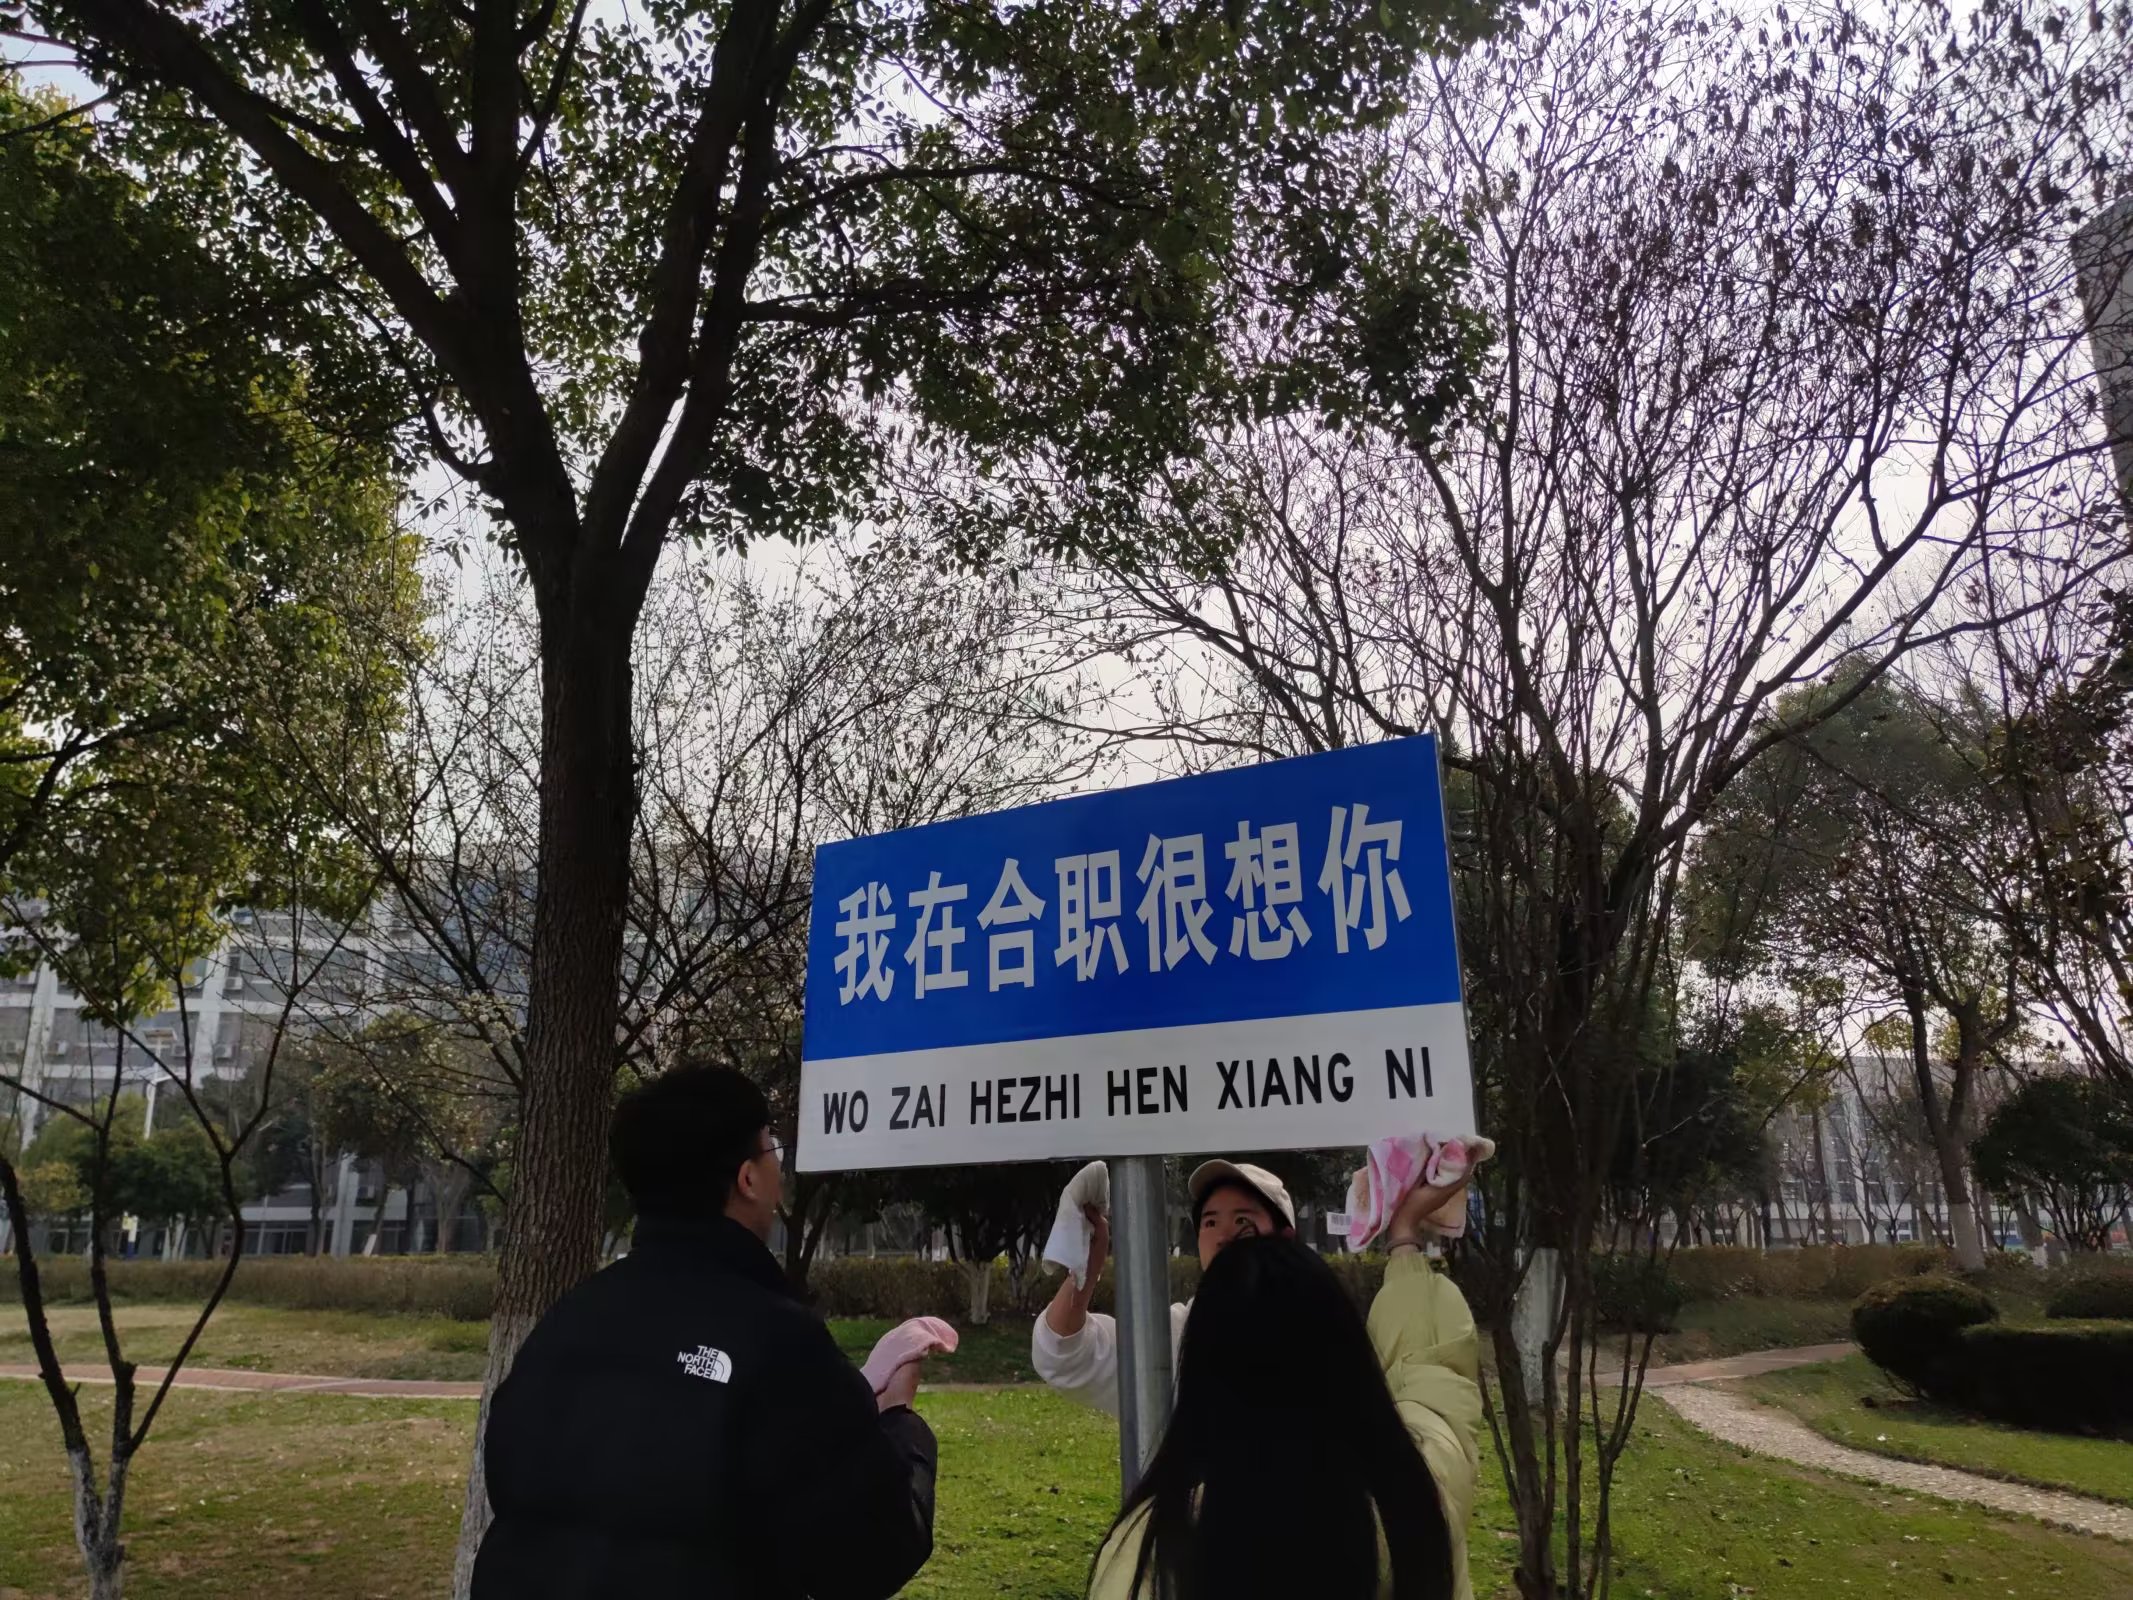 我在合职很想你
WO ZAI HEZHI HEN XIANG NI
THE
NORTH
FACE